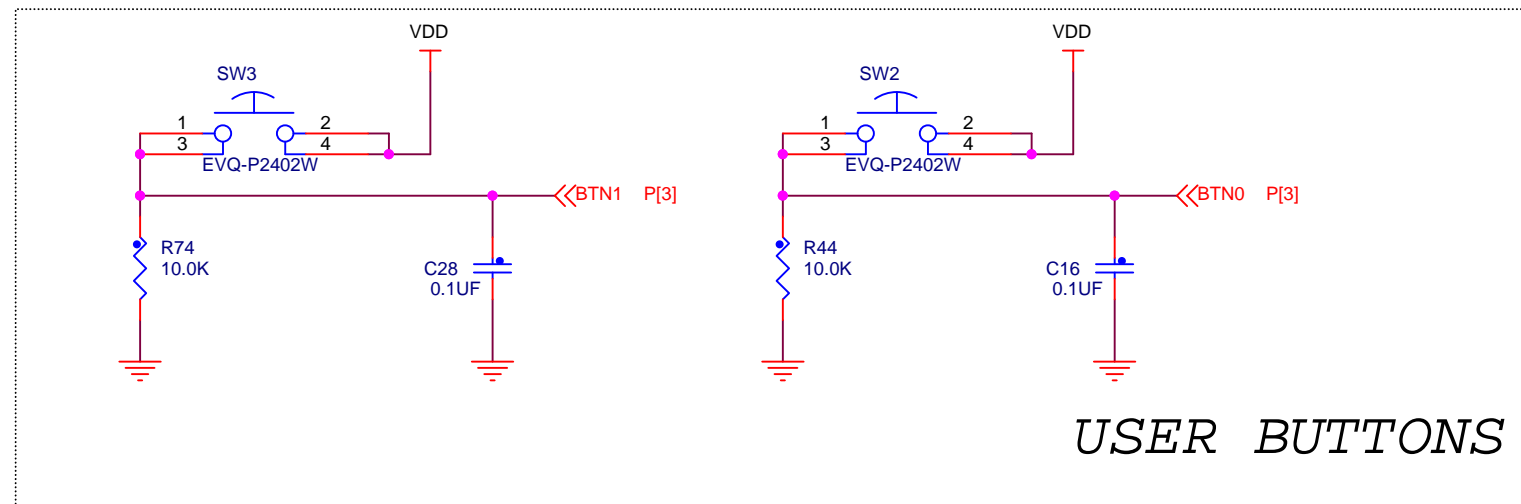 VDD
VDD
SW3
SW2
1
2
1
2
3
4
3
4
EVQ-P2402W
EVQ-P2402W
BTN1 P[3]
BTN0 P[3]
R74
10.0K
R44
10.0K
C28
0.1UF
C16
0.1UF
USER BUTTONS